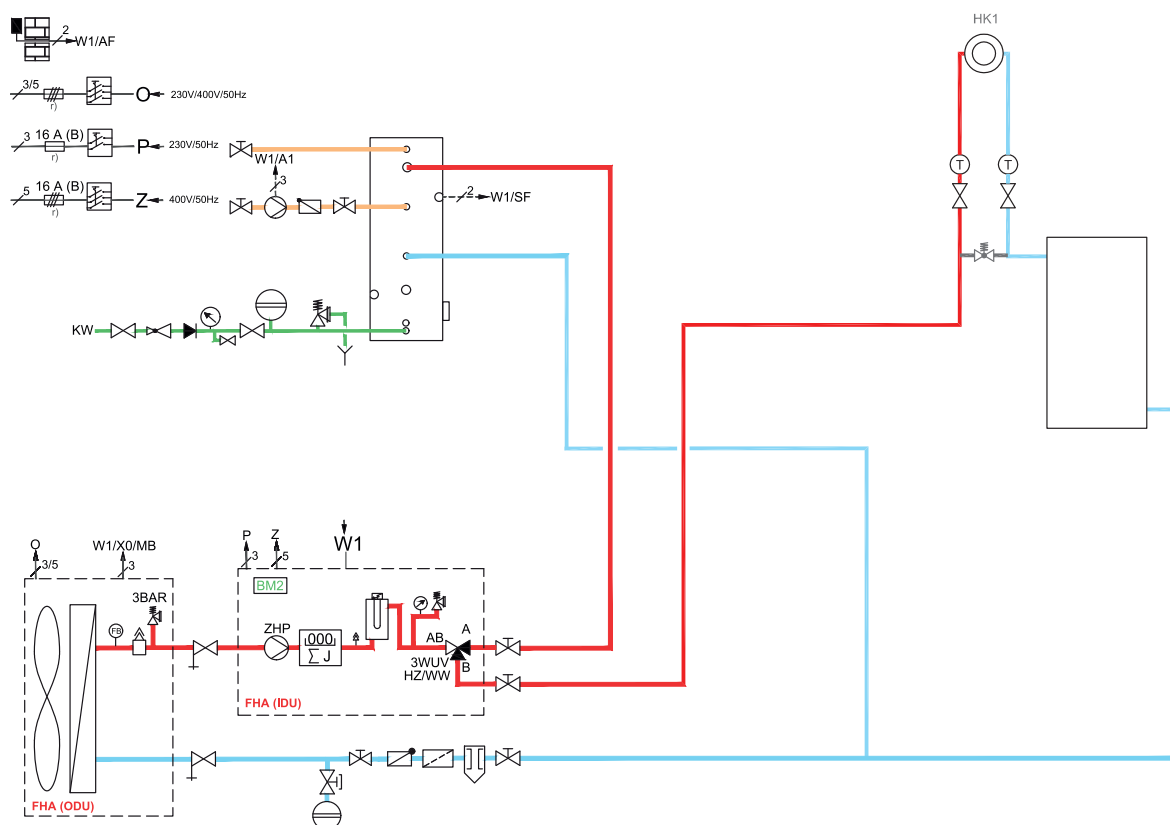 2
W1/AF
3/5
r)
O
230V/400V/50Hz
3
16 A (B)
r)
P
230V/50Hz
5
16 A (B)
r)
Z
400V/50Hz
W1/A1
3
2
W1/SF
KW
HK1
T
T
O
3/5
W1/X0/MB
3
3BAR
FB
FHA (ODU)
P
3
Z
5
W1
BM2
ZHP
000
ΣJ
AB
A
B
3WUV
HZ/WW
FHA (IDU)